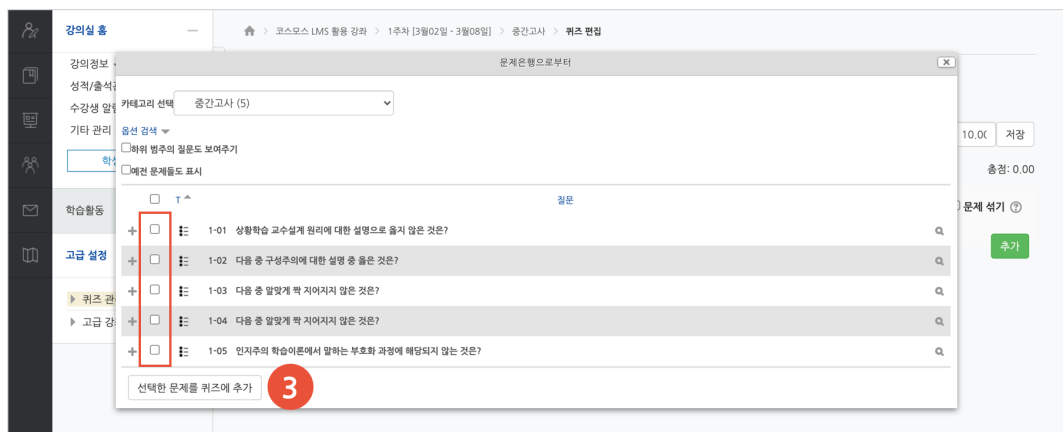 강의실 홈
코스모스 LMS 활용 강좌 > 1주차 [3월02일 - 3월08일] > 중간고사 > 퀴즈 편집
강의정보
문제은행으로부터
성적/출석
카테고리 선택 중간고사 (5)
수강생 알
기타 관리
옵션 검색
10.0 저장
하위 범주의 질문도 보여주기
예전 문제들도 표시
총점: 0.00
T 질문
학습활동
문제 섞기
1-01 상황학습 교수설계 원리에 대한 설명으로 옳지 않은 것은?
고급 설정
추가
1-02 다음 중 구성주의에 대한 설명 중 옳은 것은?
1-03 다음 중 알맞게 짝 지어지지 않은 것은?
퀴즈 관
1-04 다음 중 알맞게 짝 지어지지 않은 것은?
고급 강
1-05 인지주의 학습이론에서 말하는 부호화 과정에 해당되지 않는 것은?
선택한 문제를 퀴즈에 추가
3